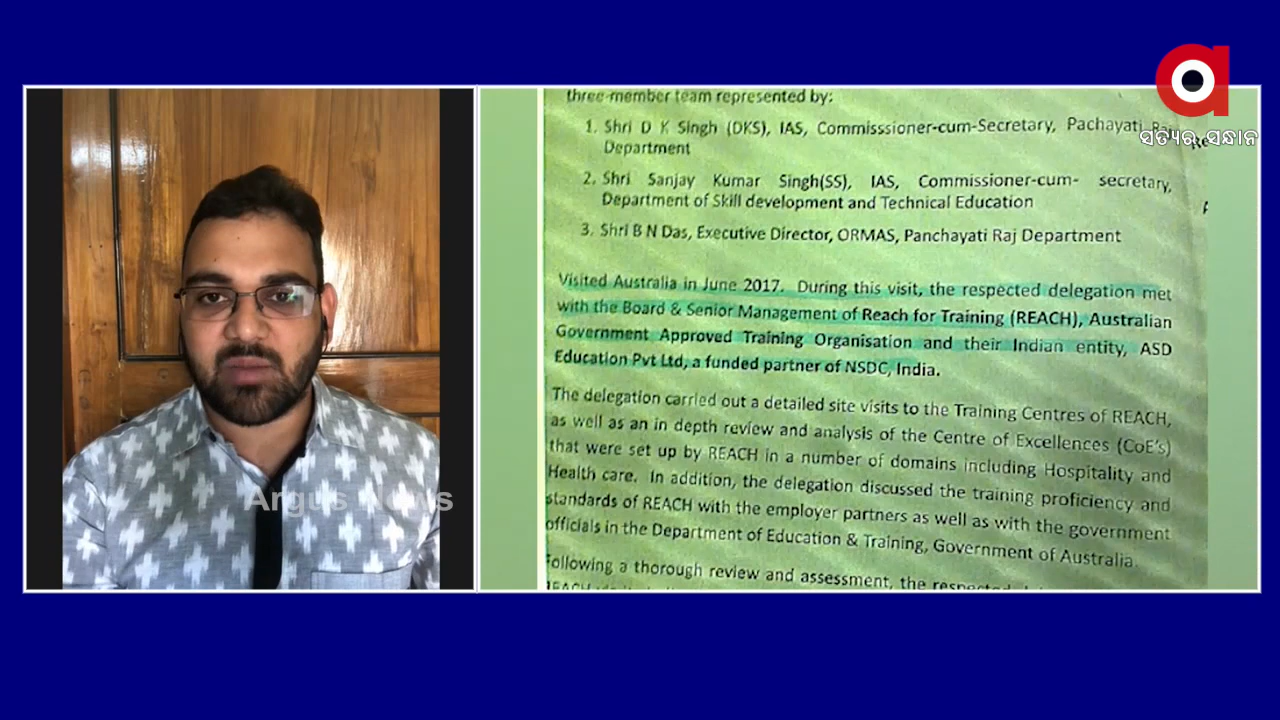 ସତ୍ୟର ସନ୍ଧାନ
Argus News
three-member team represented by:
1. Shri D K Singh (DKS), IAS, Commisssioner-cum-Secretary, Pachayati Raj
Department
2. Shri Sanjay Kumar Singh(SS), IAS, Commissioner-cum- secretary,
Department of Skill development and Technical Education
3. Shri B N Das, Executive Director, ORMAS, Panchayati Raj Department
Visited Australia in June 2017. During this visit, the respected delegation met
with the Board & Senior Management of Reach for Training (REACH), Australian
Government Approved Training Organisation and their Indian entity, ASD
Education Pvt Ltd, a funded partner of NSDC, India.
The delegation carried out a detailed site visits to the Training Centres of REACH,
as well as an in depth review and analysis of the Centre of Excellences (CoE's)
that were set up by REACH in a number of domains including Hospitality and
Health care. In addition, the delegation discussed the training proficiency and
standards of REACH with the employer partners as well as with the government
officials in the Department of Education & Training, Government of Australia.
Following a thorough review and assessment, the